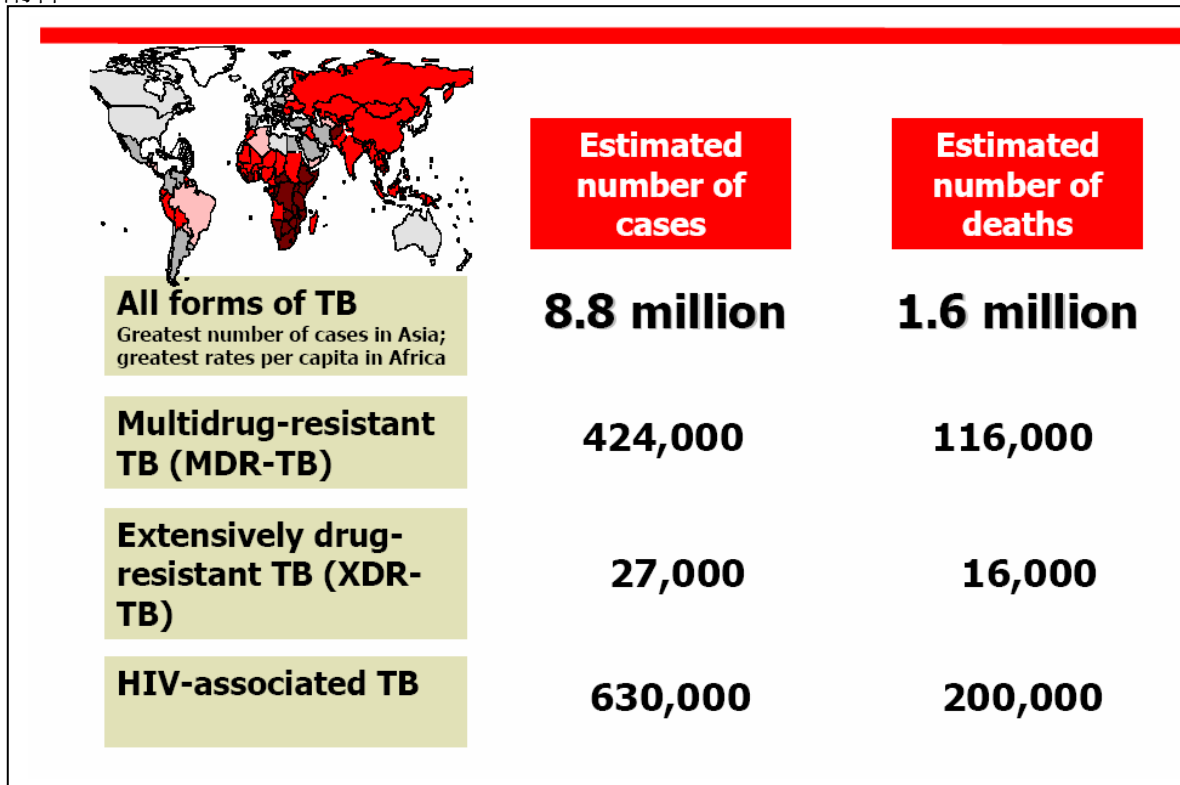 Estimated
number of
cases
Estimated
number of
deaths
All forms of TB
Greatest number of cases in Asia;
greatest rates per capita in Africa
8.8 million
1.6 million
Multidrug-resistant
TB (MDR-TB)
424,000
116,000
Extensively drug-
resistant TB (XDR-
TB)
27,000
16,000
HIV-associated TB
630,000
200,000